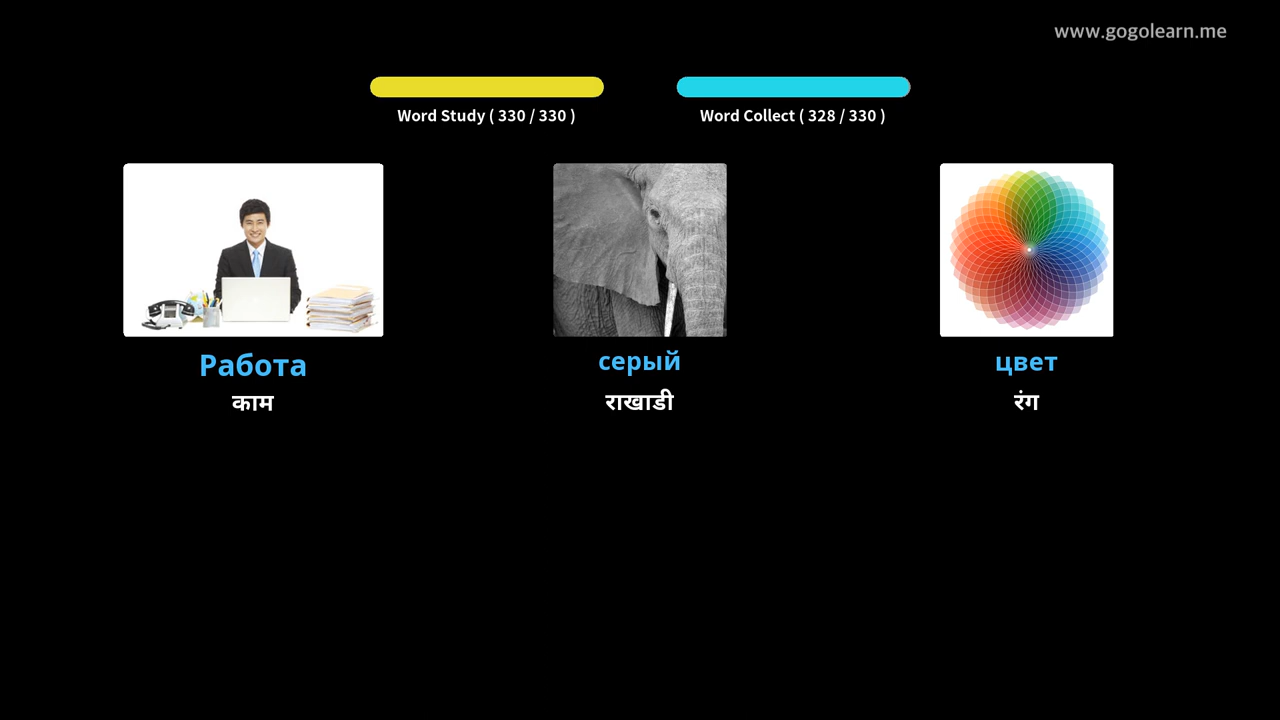 www.gogolearn.me
Word Study ( 330 / 330 )
Word Collect ( 328 / 330 )
Работа
серый
цвет
काम
राखाडी
रंग